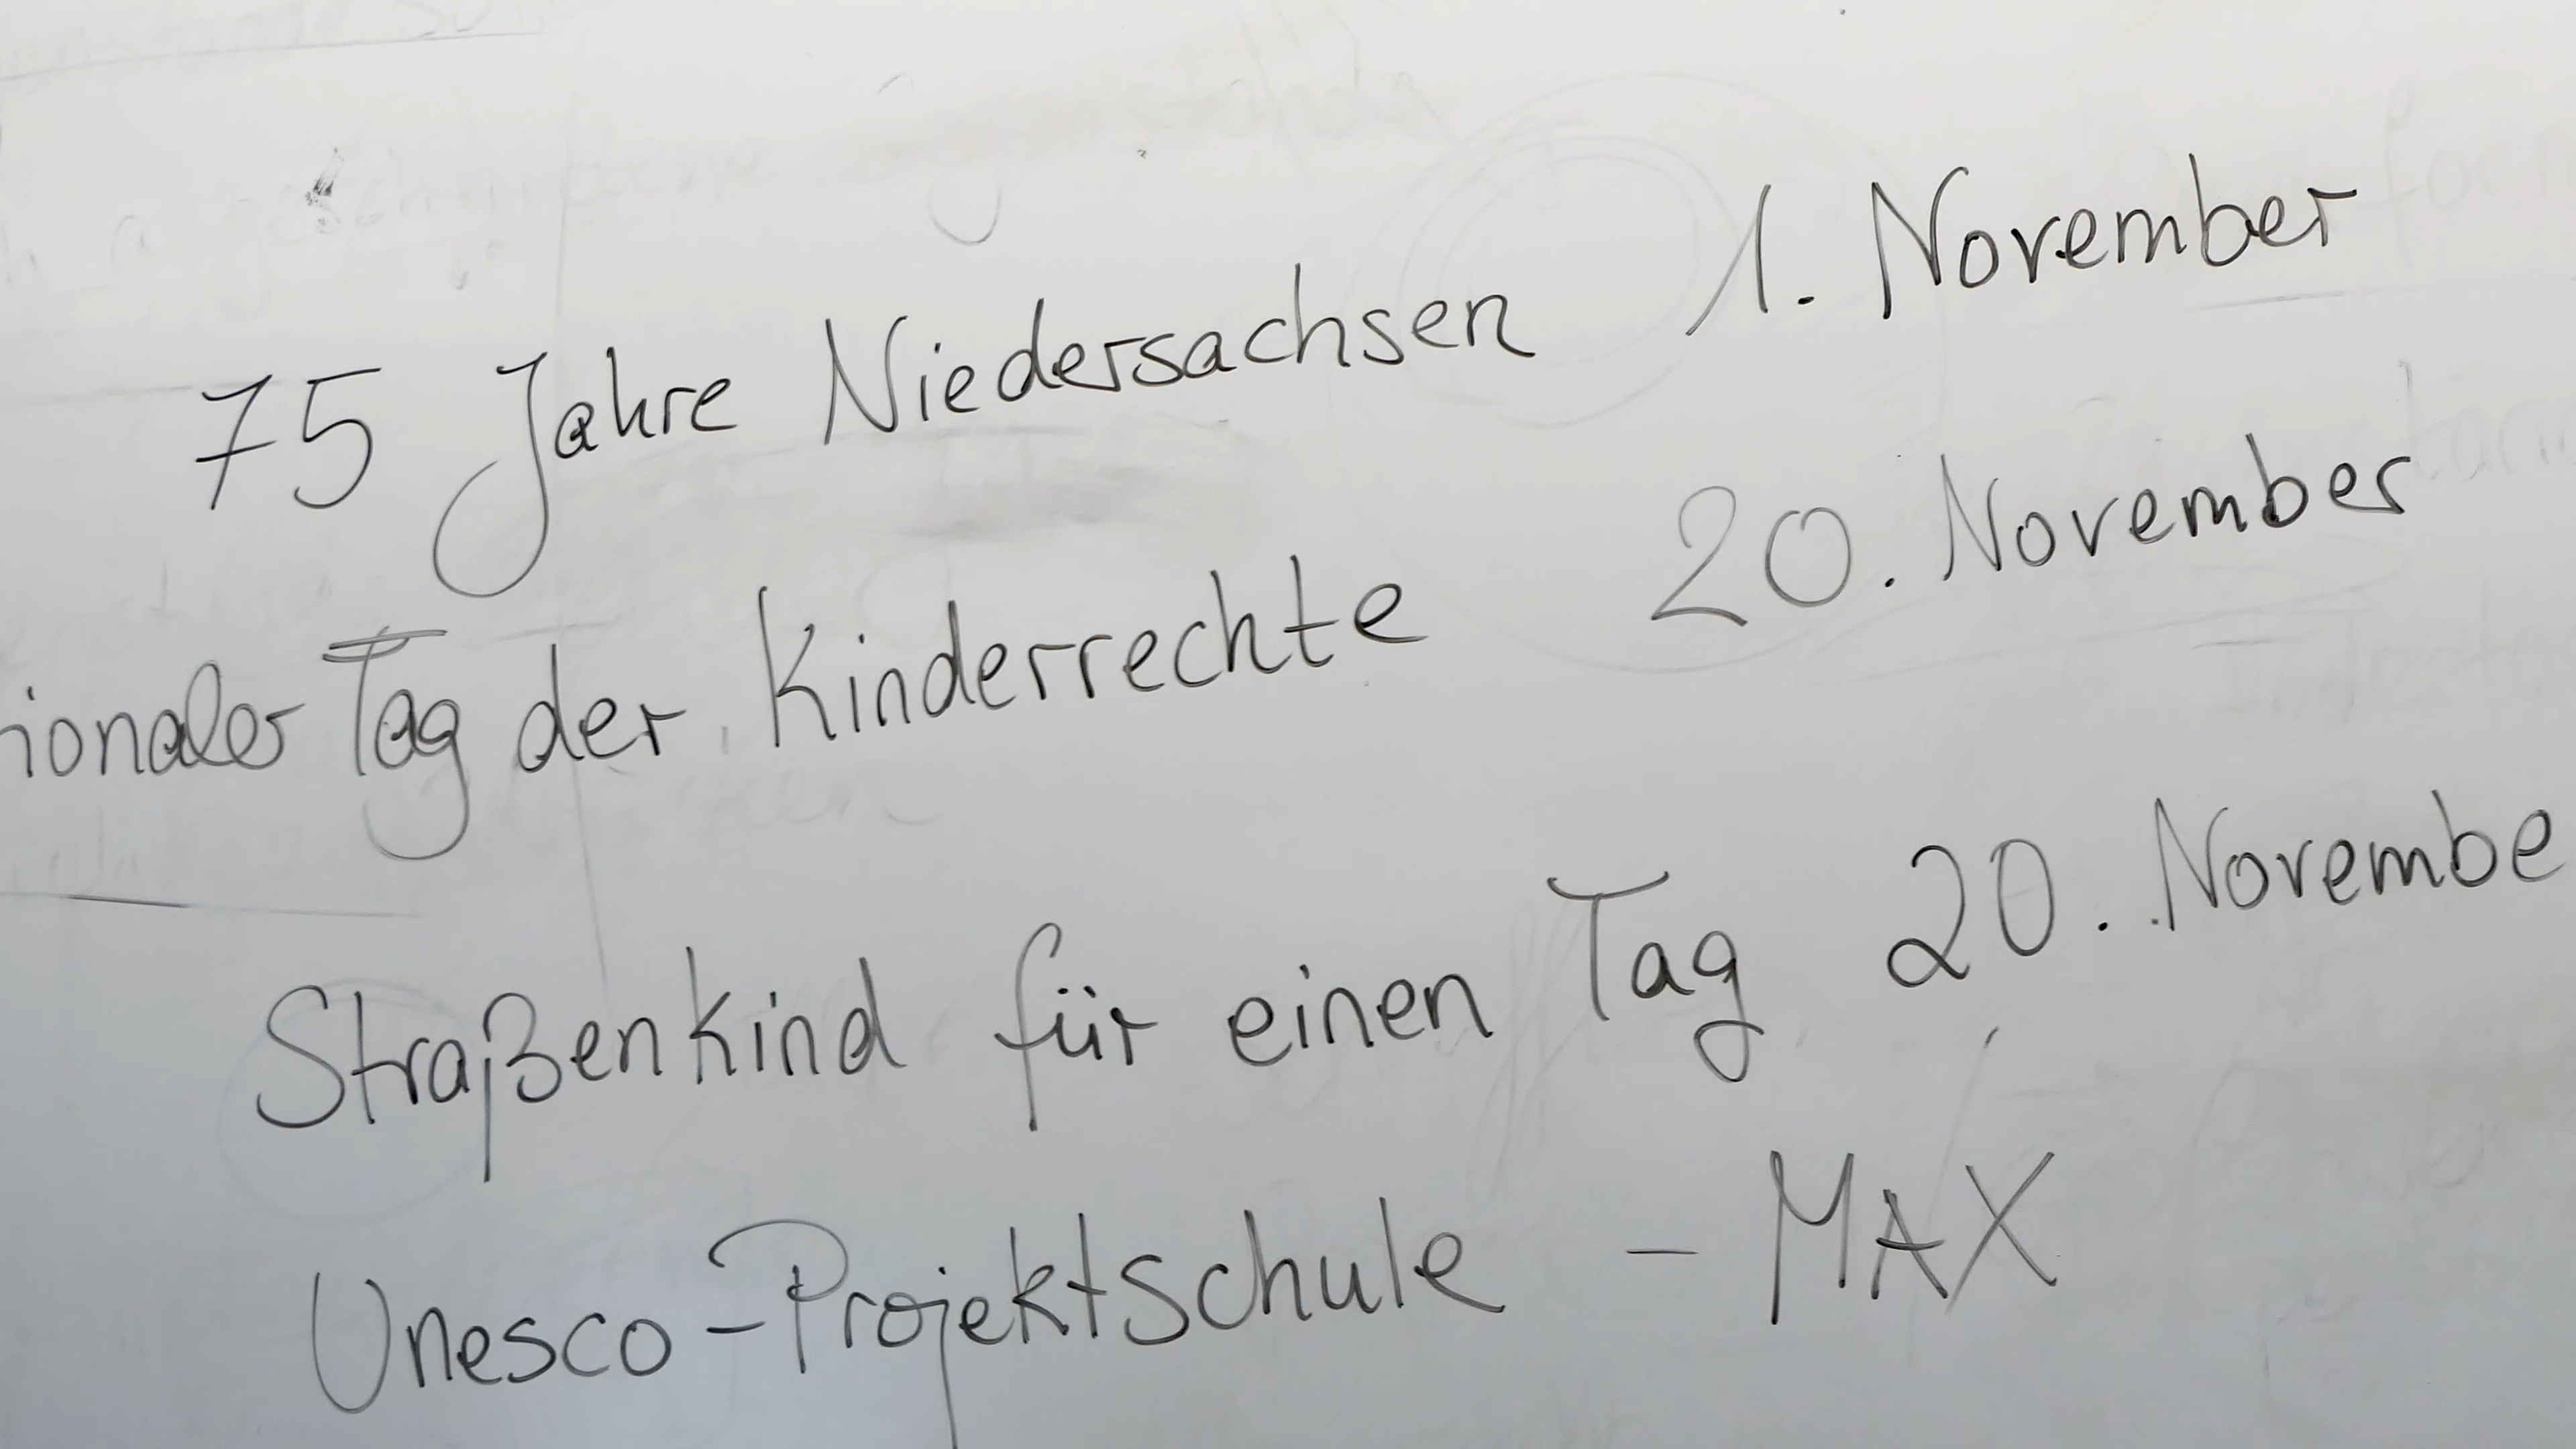 75 Jahre Niedersachsen 1. November
ionaler Tag der Kinderrechte 20. November
Straßenkind für einen Tag 20. Novembe
Unesco-Projektschule - MAX